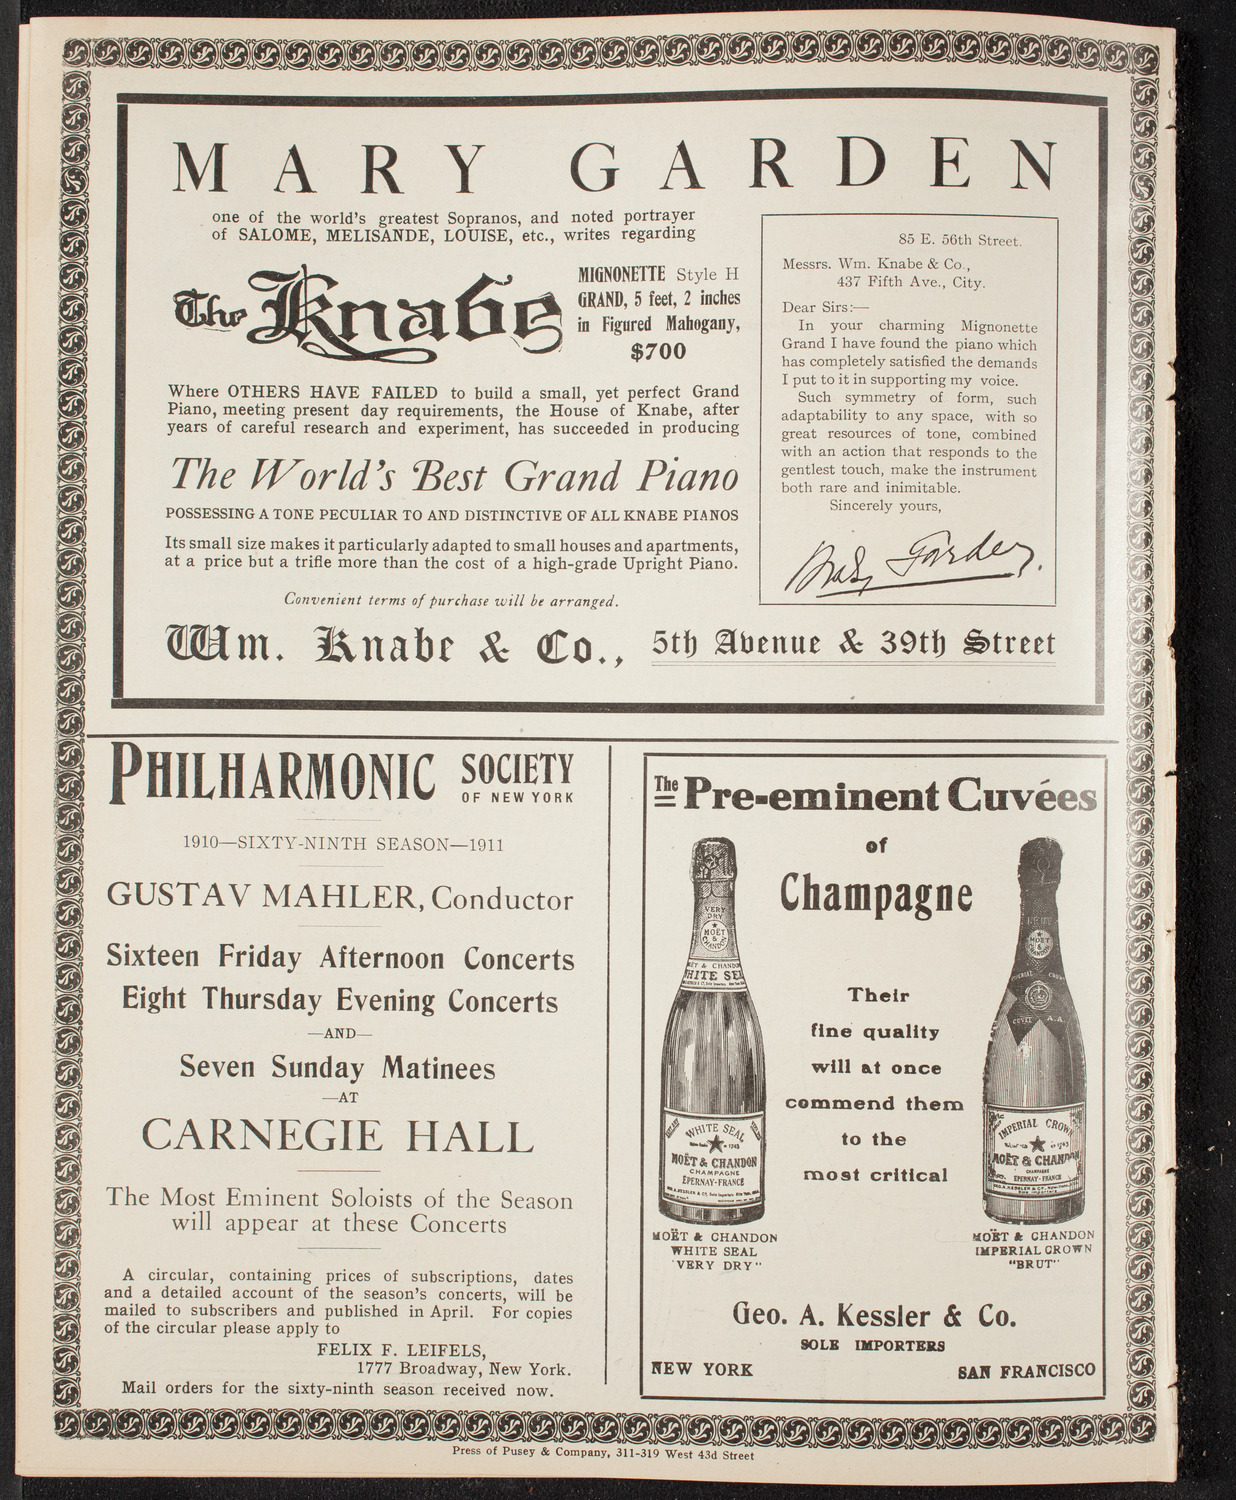 MARY GARDEN
one of the world's greatest Sopranos, and noted portrayer
of SALOME, MELISANDE, LOUISE, etc., writes regarding
The Knabe
MIGNONETTE Style H
GRAND, 5 feet, 2 inches
in Figured Mahogany,
$700
Where OTHERS HAVE FAILED to build a small, yet perfect Grand
Piano, meeting present day requirements, the House of Knabe, after
years of careful research and experiment, has succeeded in producing
The World's Best Grand Piano
POSSESSING A TONE PECULIAR TO AND DISTINCTIVE OF ALL KNABE PIANOS
Its small size makes it particularly adapted to small houses and apartments,
at a price but a trifle more than the cost of a high-grade Upright Piano.
Convenient terms of purchase will be arranged.
85 E. 56th Street.
Messrs. Wm. Knabe & Co.,
437 Fifth Ave., City.
Dear Sirs:—
In your charming Mignonette
Grand I have found the piano which
has completely satisfied the demands
I put to it in supporting my voice.
Such symmetry of form, such
adaptability to any space, with so
great resources of tone, combined
with an action that responds to the
gentlest touch, make the instrument
both rare and inimitable.
Sincerely yours,
Mary Garden.
Wm. Knabe & Co., 5th Avenue & 39th Street
PHILHARMONIC SOCIETY
OF NEW YORK
1910—SIXTY-NINTH SEASON—1911
GUSTAV MAHLER, Conductor
Sixteen Friday Afternoon Concerts
Eight Thursday Evening Concerts
—AND—
Seven Sunday Matinees
—AT
CARNEGIE HALL
The Most Eminent Soloists of the Season
will appear at these Concerts
A circular, containing prices of subscriptions, dates
and a detailed account of the season's concerts, will be
mailed to subscribers and published in April. For copies
of the circular please apply to
FELIX F. LEIFELS,
1777 Broadway, New York.
Mail orders for the sixty-ninth season received now.
The Pre-eminent Cuvées
of
Champagne
Their
fine quality
will at once
commend them
to the
most critical
VERY
DRY
MOËT
&
CHANDON
MOËT & CHANDON
WHITE SEAL
WHITE SEAL
1743
MOËT & CHANDON
CHAMPAGNE
EPERNAY-FRANCE
MOËT & CHANDON
WHITE SEAL
"VERY DRY"
BRUT
MOËT
&
CHANDON
IMPERIAL CROWN
CUVÉE A.A.
IMPERIAL CROWN
1743
MOËT & CHANDON
CHAMPAGNE
EPERNAY-FRANCE
MOËT & CHANDON
IMPERIAL CROWN
"BRUT"
Geo. A. Kessler & Co.
SOLE IMPORTERS
NEW YORK SAN FRANCISCO
Press of Pusey & Company, 311-319 West 43d Street